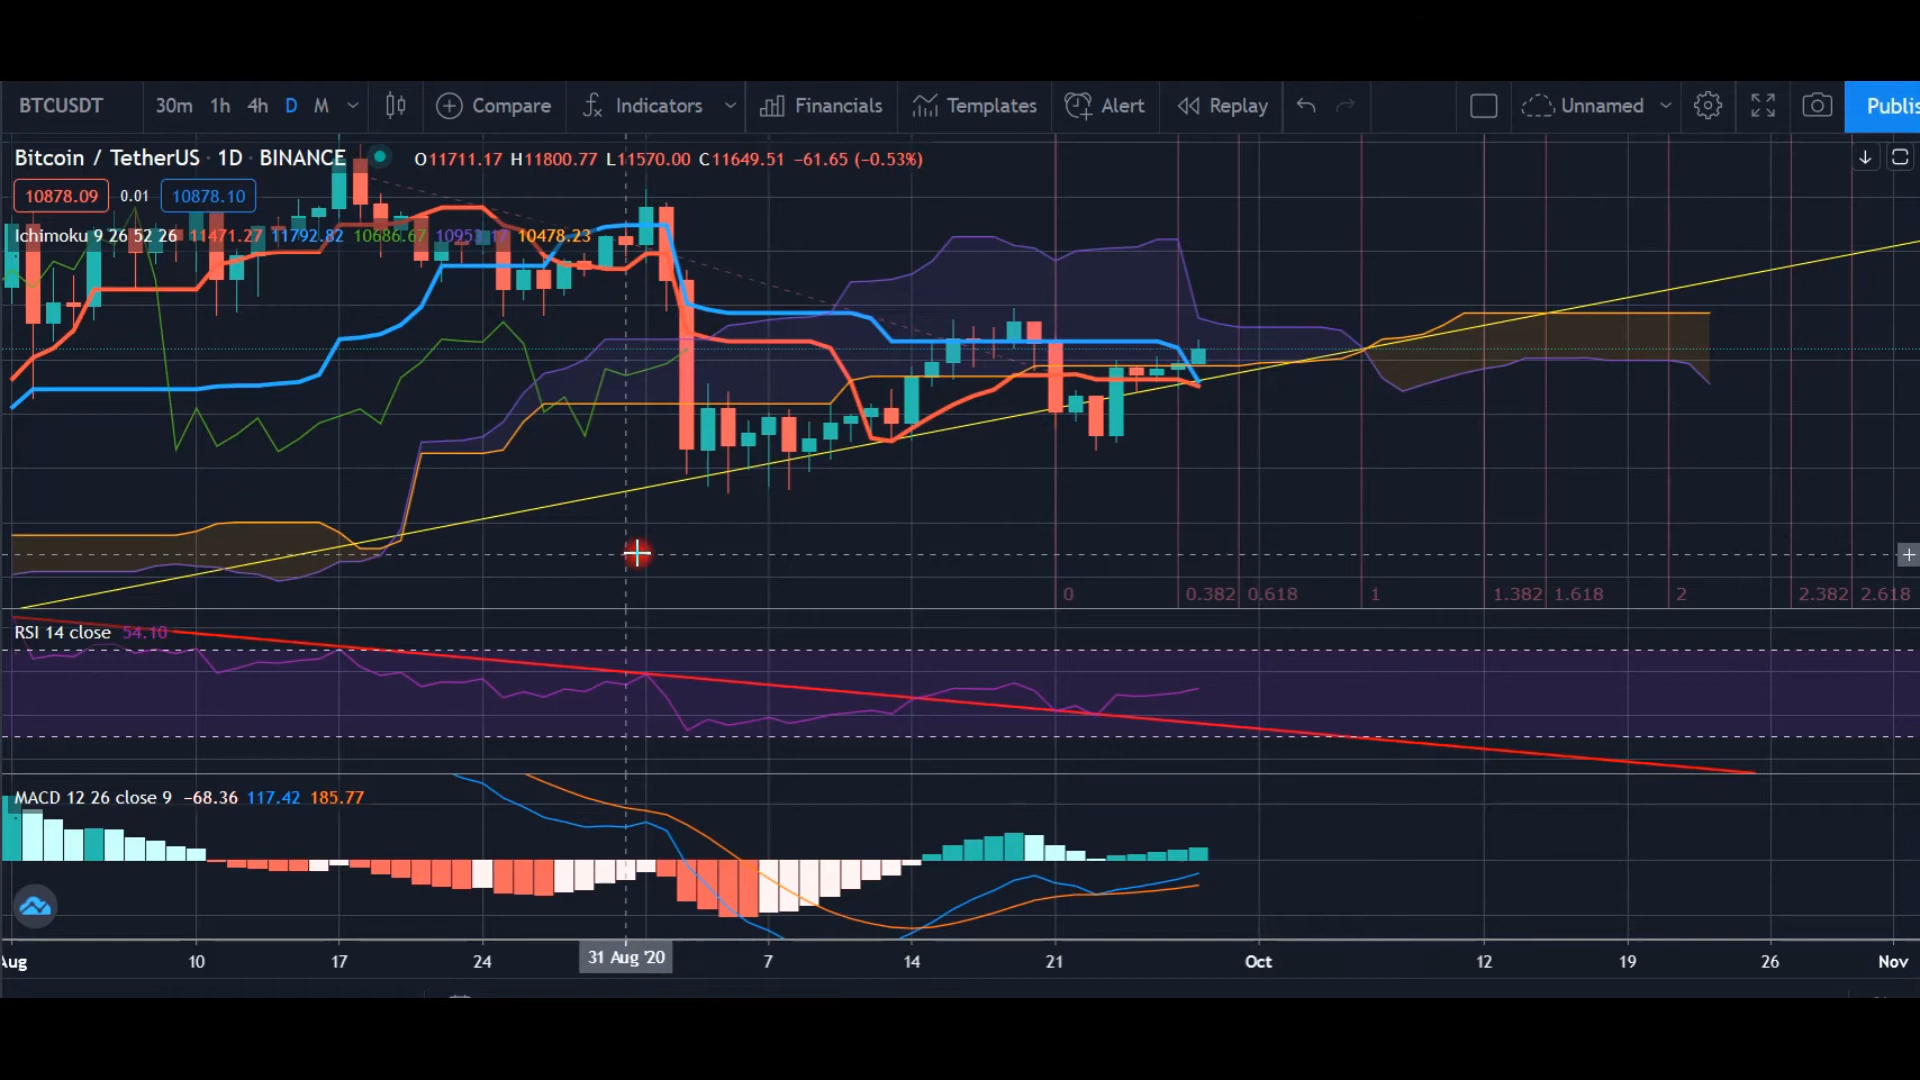 BTCUSDT 30m 1h 4h D M Compare Indicators Financials Templates Alert Replay Unnamed Publis
Bitcoin / TetherUS · 1D · BINANCE O11711.17 H11800.77 L11570.00 C11649.51 −61.65 (−0.53%)
10878.09 0.01 10878.10
Ichimoku 9 26 52 26 11471.27 11792.82 10686.67 10478.23
0 0.382 0.618 1 1.382 1.618 2 2.382 2.618
RSI 14 close 54.10
MACD 12 26 close 9 −68.36 117.42 185.77
Aug 10 17 24 31 Aug '20 7 14 21 Oct 12 19 26 Nov